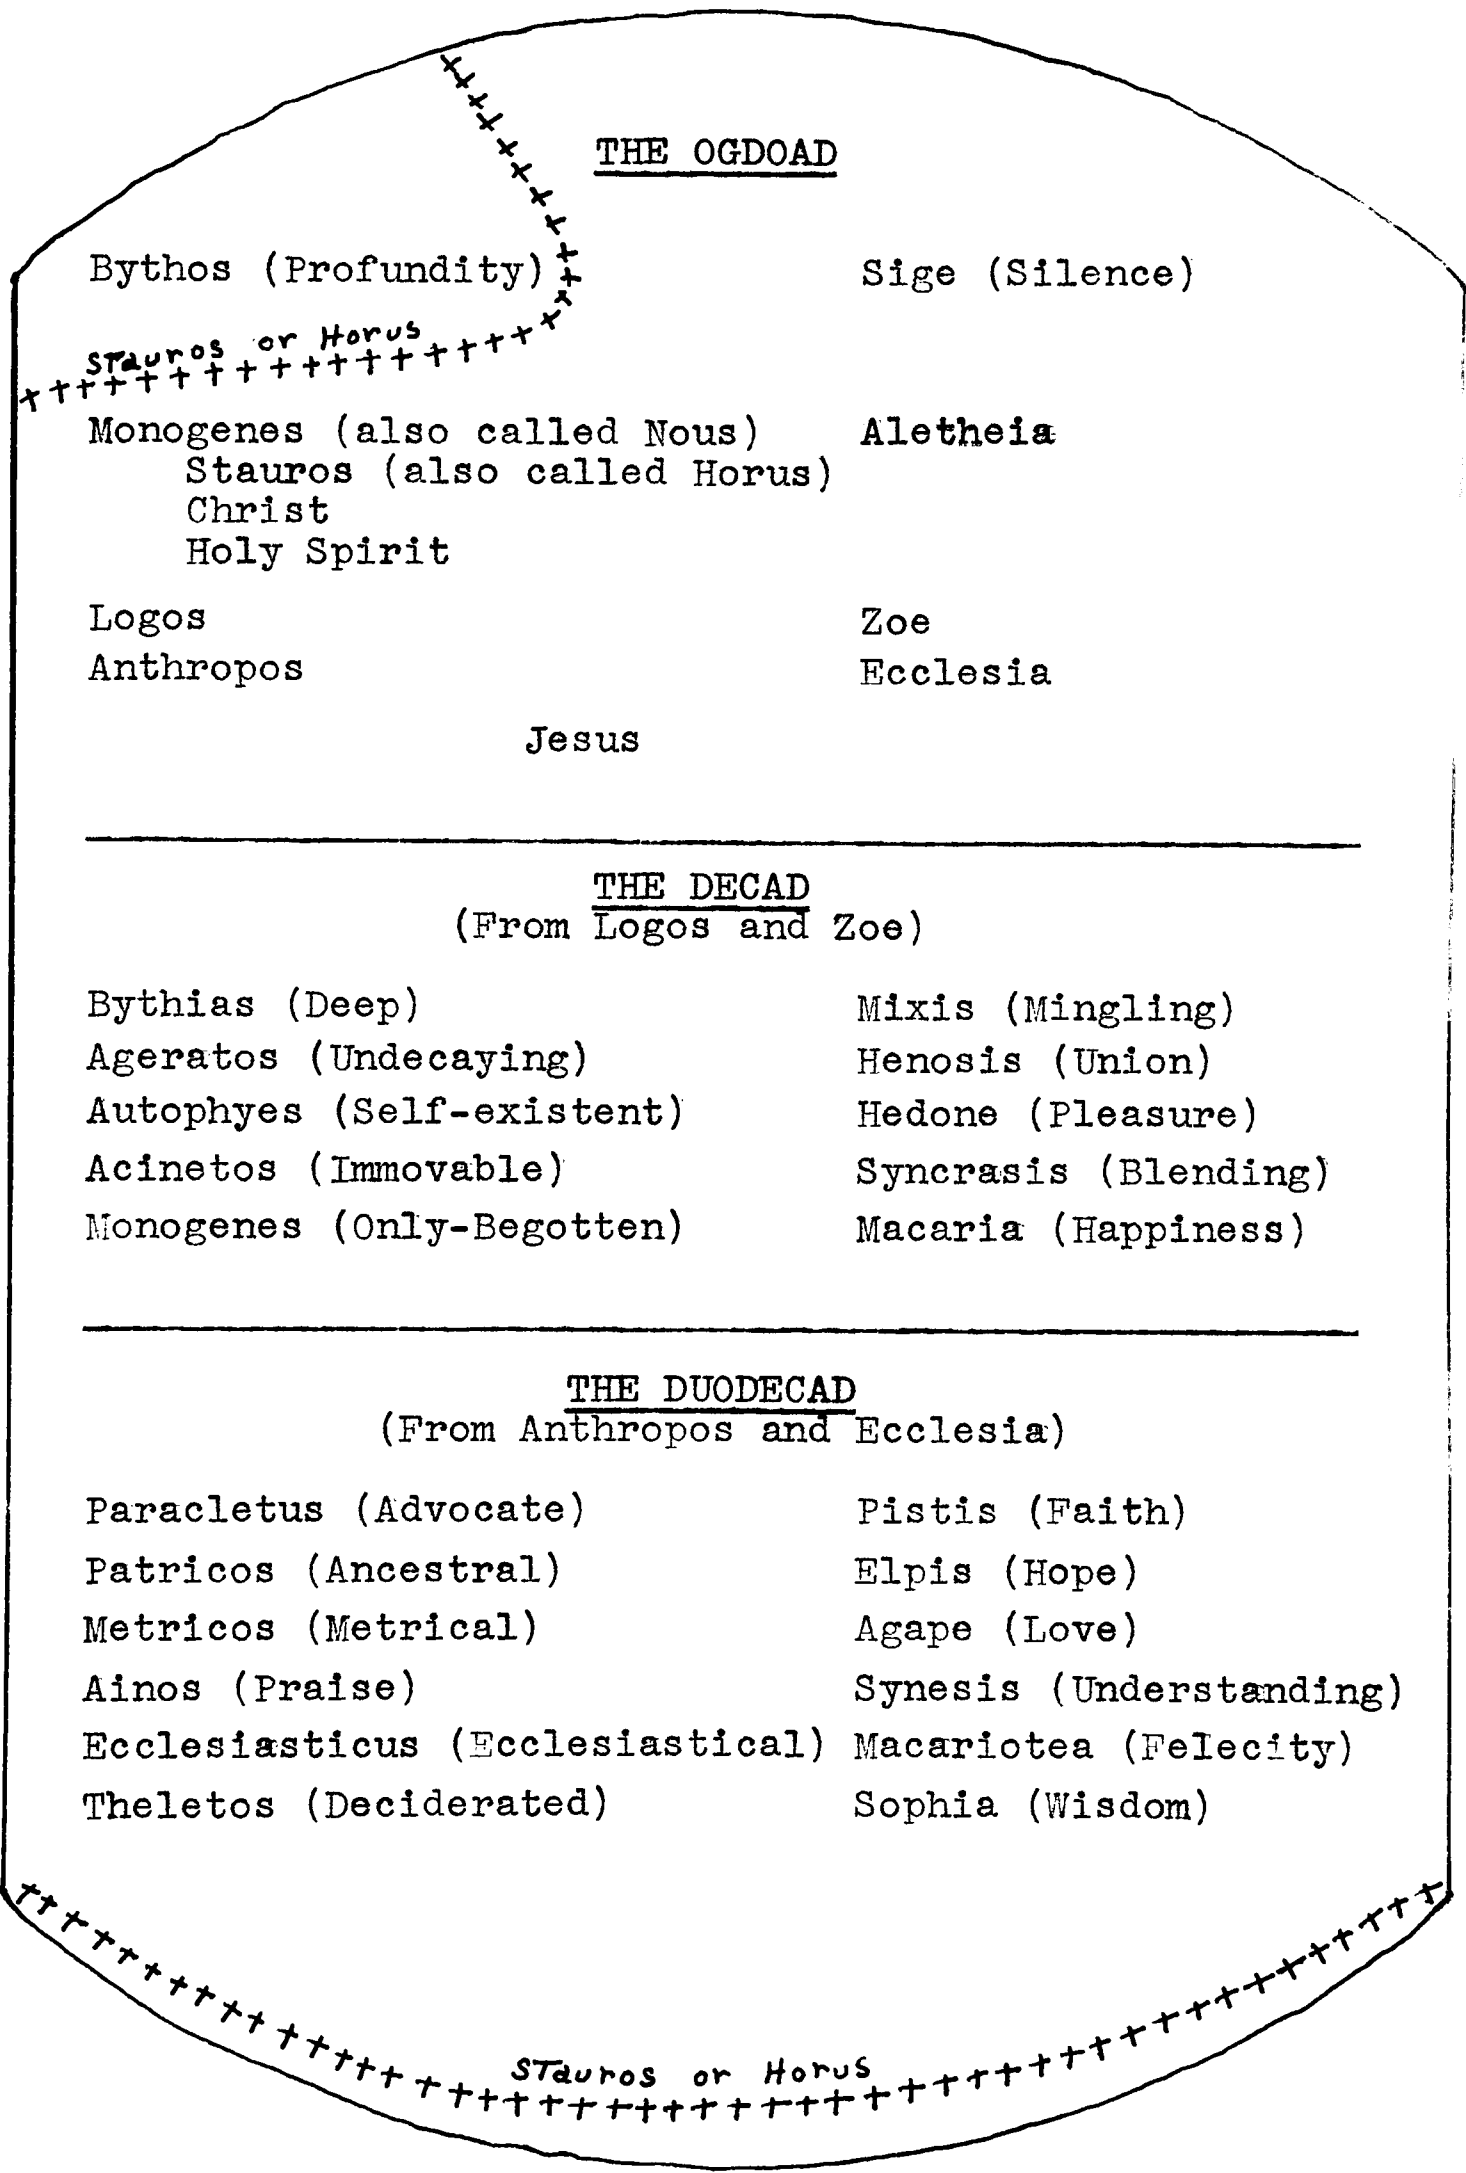 THE OGDOAD
Bythos (Profundity) Sige (Silence)
Stauros or Horus
Monogenes (also called Nous) Aletheia
Stauros (also called Horus)
Christ
Holy Spirit
Logos Zoe
Anthropos Ecclesia
Jesus
THE DECAD
(From Logos and Zoe)
Bythias (Deep) Mixis (Mingling)
Ageratos (Undecaying) Henosis (Union)
Autophyes (Self-existent) Hedone (Pleasure)
Acinetos (Immovable) Syncrasis (Blending)
Monogenes (Only-Begotten) Macaria (Happiness)
THE DUODECAD
(From Anthropos and Ecclesia)
Paracletus (Advocate) Pistis (Faith)
Patricos (Ancestral) Elpis (Hope)
Metricos (Metrical) Agape (Love)
Ainos (Praise) Synesis (Understanding)
Ecclesiasticus (Ecclesiastical) Macariotea (Felecity)
Theletos (Deciderated) Sophia (Wisdom)
Stauros or Horus